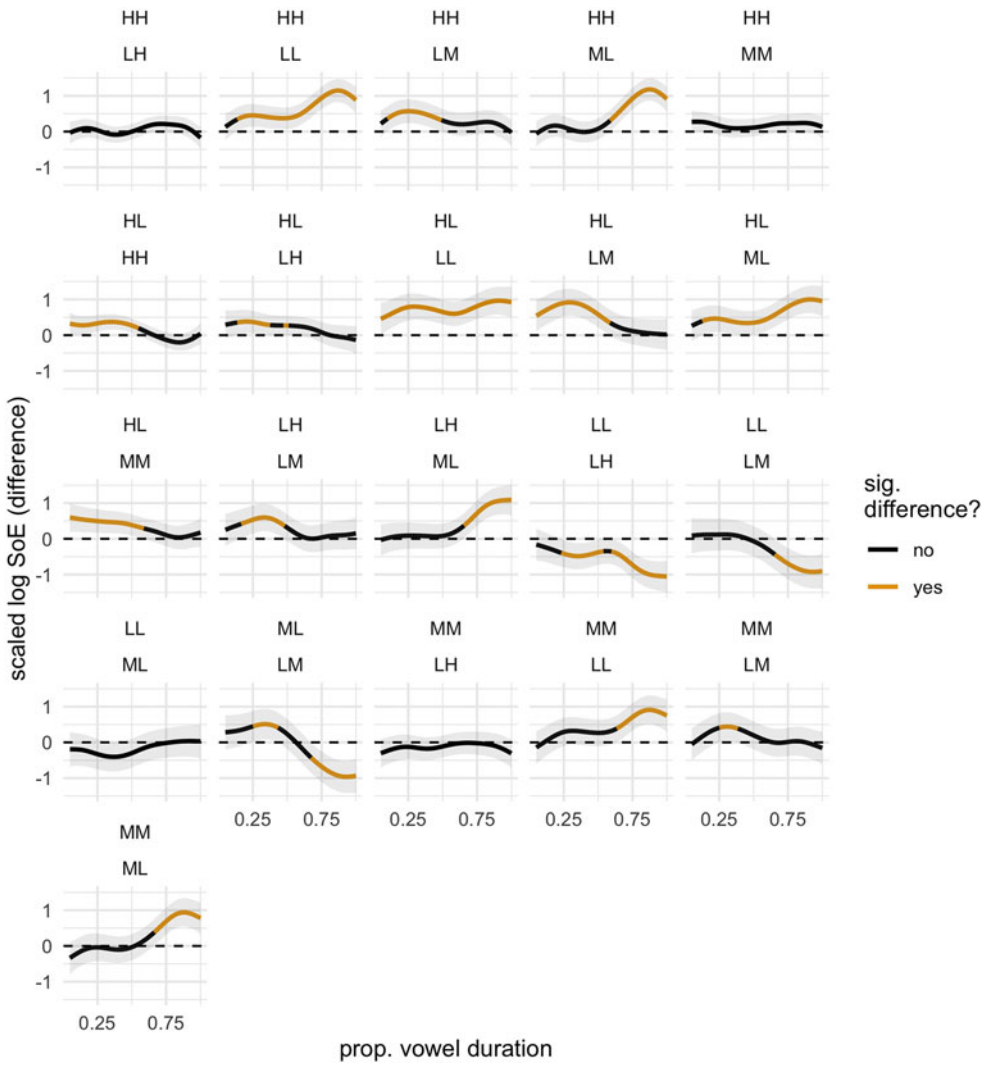 HH HH HH HH HH
LH LL LM ML MM
1
0
-1
HL HL HL HL HL
HH LH LL LM ML
1
0
-1
HL LH LH LL LL
MM LM ML LH LM
1
0
-1
LL ML MM MM MM
ML LM LH LL LM
1
0
-1
0.25 0.75 0.25 0.75 0.25 0.75 0.25 0.75
MM
ML
1
0
-1
0.25 0.75
prop. vowel duration
scaled log SoE (difference)
sig.
difference?
no
yes